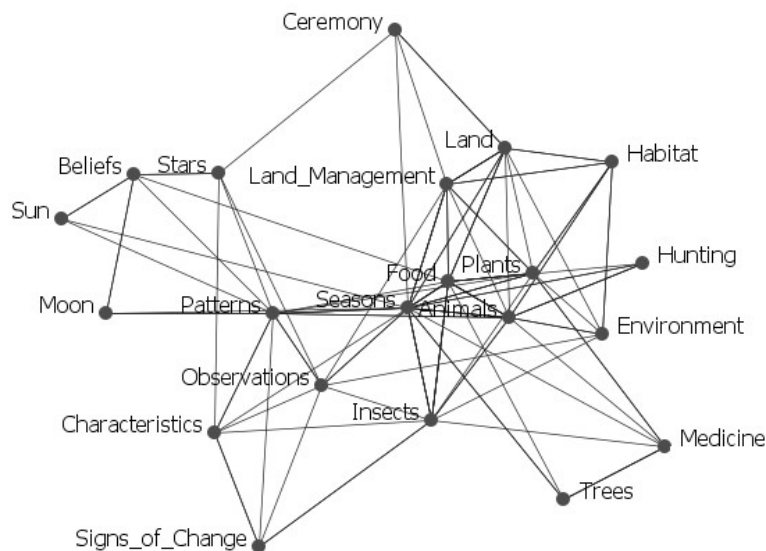 Ceremony
Land
Habitat
Beliefs
Stars
Land_Management
Sun
Food
Plants
Hunting
Moon
Patterns
Seasons
Animals
Environment
Observations
Insects
Characteristics
Medicine
Trees
Signs_of_Change